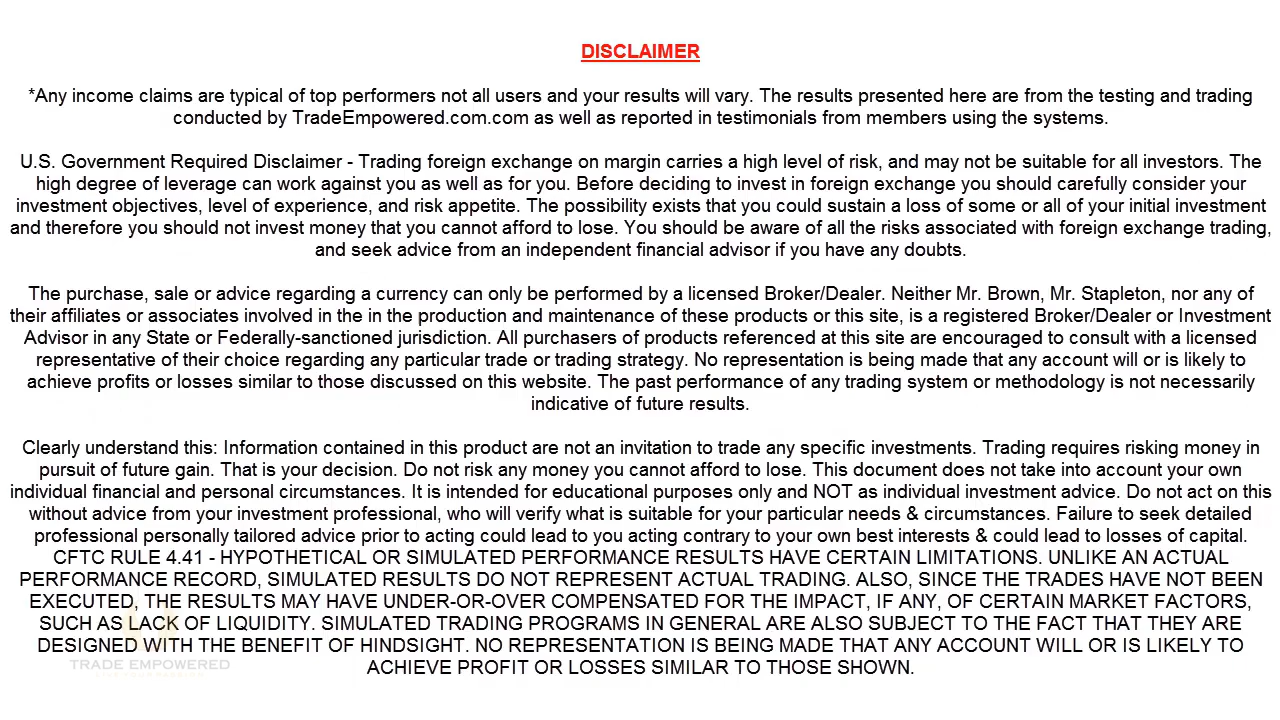 DISCLAIMER
*Any income claims are typical of top performers not all users and your results will vary. The results presented here are from the testing and trading
conducted by TradeEmpowered.com.com as well as reported in testimonials from members using the systems.
U.S. Government Required Disclaimer - Trading foreign exchange on margin carries a high level of risk, and may not be suitable for all investors. The
high degree of leverage can work against you as well as for you. Before deciding to invest in foreign exchange you should carefully consider your
investment objectives, level of experience, and risk appetite. The possibility exists that you could sustain a loss of some or all of your initial investment
and therefore you should not invest money that you cannot afford to lose. You should be aware of all the risks associated with foreign exchange trading,
and seek advice from an independent financial advisor if you have any doubts.
The purchase, sale or advice regarding a currency can only be performed by a licensed Broker/Dealer. Neither Mr. Brown, Mr. Stapleton, nor any of
their affiliates or associates involved in the in the production and maintenance of these products or this site, is a registered Broker/Dealer or Investment
Advisor in any State or Federally-sanctioned jurisdiction. All purchasers of products referenced at this site are encouraged to consult with a licensed
representative of their choice regarding any particular trade or trading strategy. No representation is being made that any account will or is likely to
achieve profits or losses similar to those discussed on this website. The past performance of any trading system or methodology is not necessarily
indicative of future results.
Clearly understand this: Information contained in this product are not an invitation to trade any specific investments. Trading requires risking money in
pursuit of future gain. That is your decision. Do not risk any money you cannot afford to lose. This document does not take into account your own
individual financial and personal circumstances. It is intended for educational purposes only and NOT as individual investment advice. Do not act on this
without advice from your investment professional, who will verify what is suitable for your particular needs & circumstances. Failure to seek detailed
professional personally tailored advice prior to acting could lead to you acting contrary to your own best interests & could lead to losses of capital.
CFTC RULE 4.41 - HYPOTHETICAL OR SIMULATED PERFORMANCE RESULTS HAVE CERTAIN LIMITATIONS. UNLIKE AN ACTUAL
PERFORMANCE RECORD, SIMULATED RESULTS DO NOT REPRESENT ACTUAL TRADING. ALSO, SINCE THE TRADES HAVE NOT BEEN
EXECUTED, THE RESULTS MAY HAVE UNDER-OR-OVER COMPENSATED FOR THE IMPACT, IF ANY, OF CERTAIN MARKET FACTORS,
SUCH AS LACK OF LIQUIDITY. SIMULATED TRADING PROGRAMS IN GENERAL ARE ALSO SUBJECT TO THE FACT THAT THEY ARE
DESIGNED WITH THE BENEFIT OF HINDSIGHT. NO REPRESENTATION IS BEING MADE THAT ANY ACCOUNT WILL OR IS LIKELY TO
ACHIEVE PROFIT OR LOSSES SIMILAR TO THOSE SHOWN.
TRADE EMPOWERED